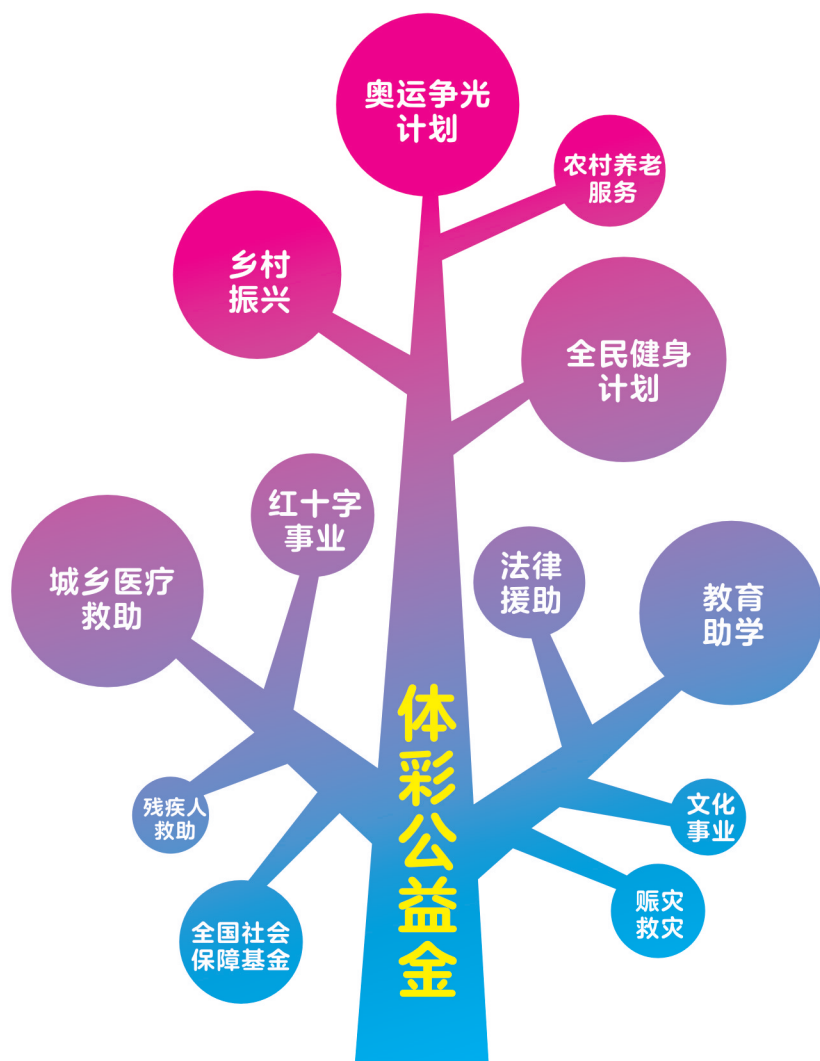 奥运争光
计划
农村养老
服务
乡村
振兴
全民健身
计划
红十字
事业
城乡医疗
救助
法律
援助
教育
助学
残疾人
救助
文化
事业
全国社会
保障基金
赈灾
救灾
体彩公益金